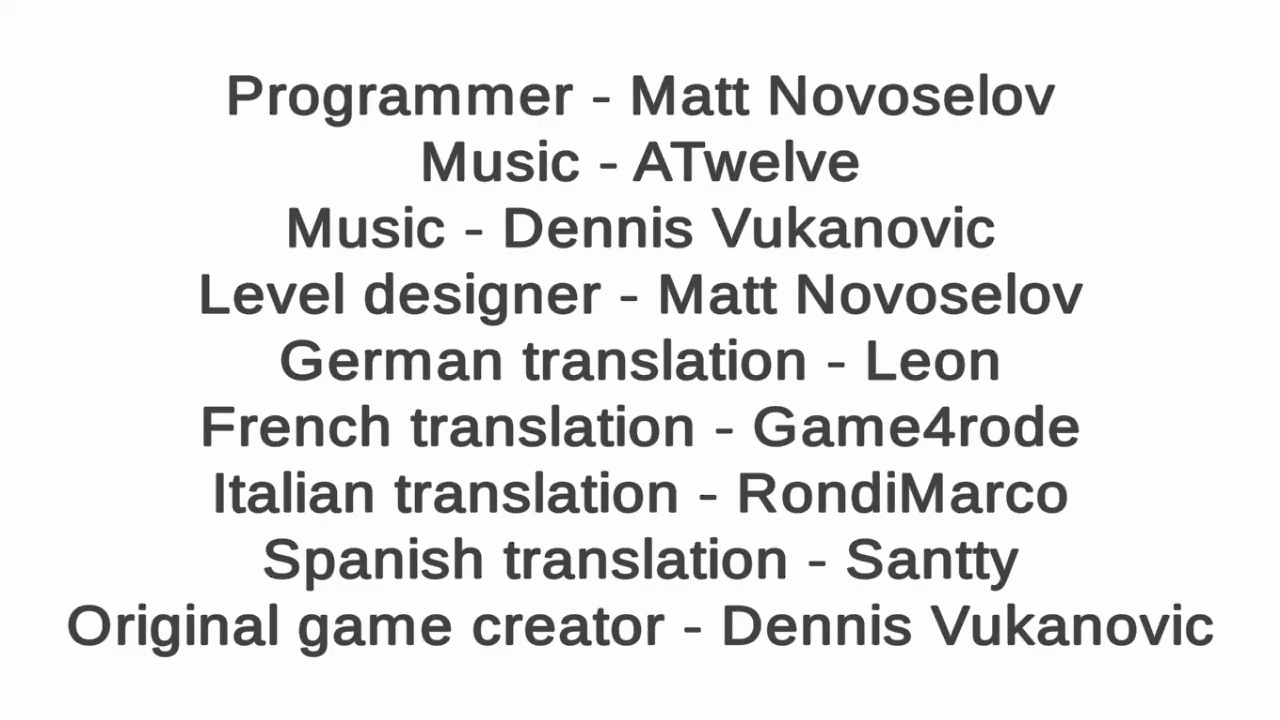 Programmer - Matt Novoselov
Music - ATwelve
Music - Dennis Vukanovic
Level designer - Matt Novoselov
German translation - Leon
French translation - Game4rode
Italian translation - RondiMarco
Spanish translation - Santty
Original game creator - Dennis Vukanovic